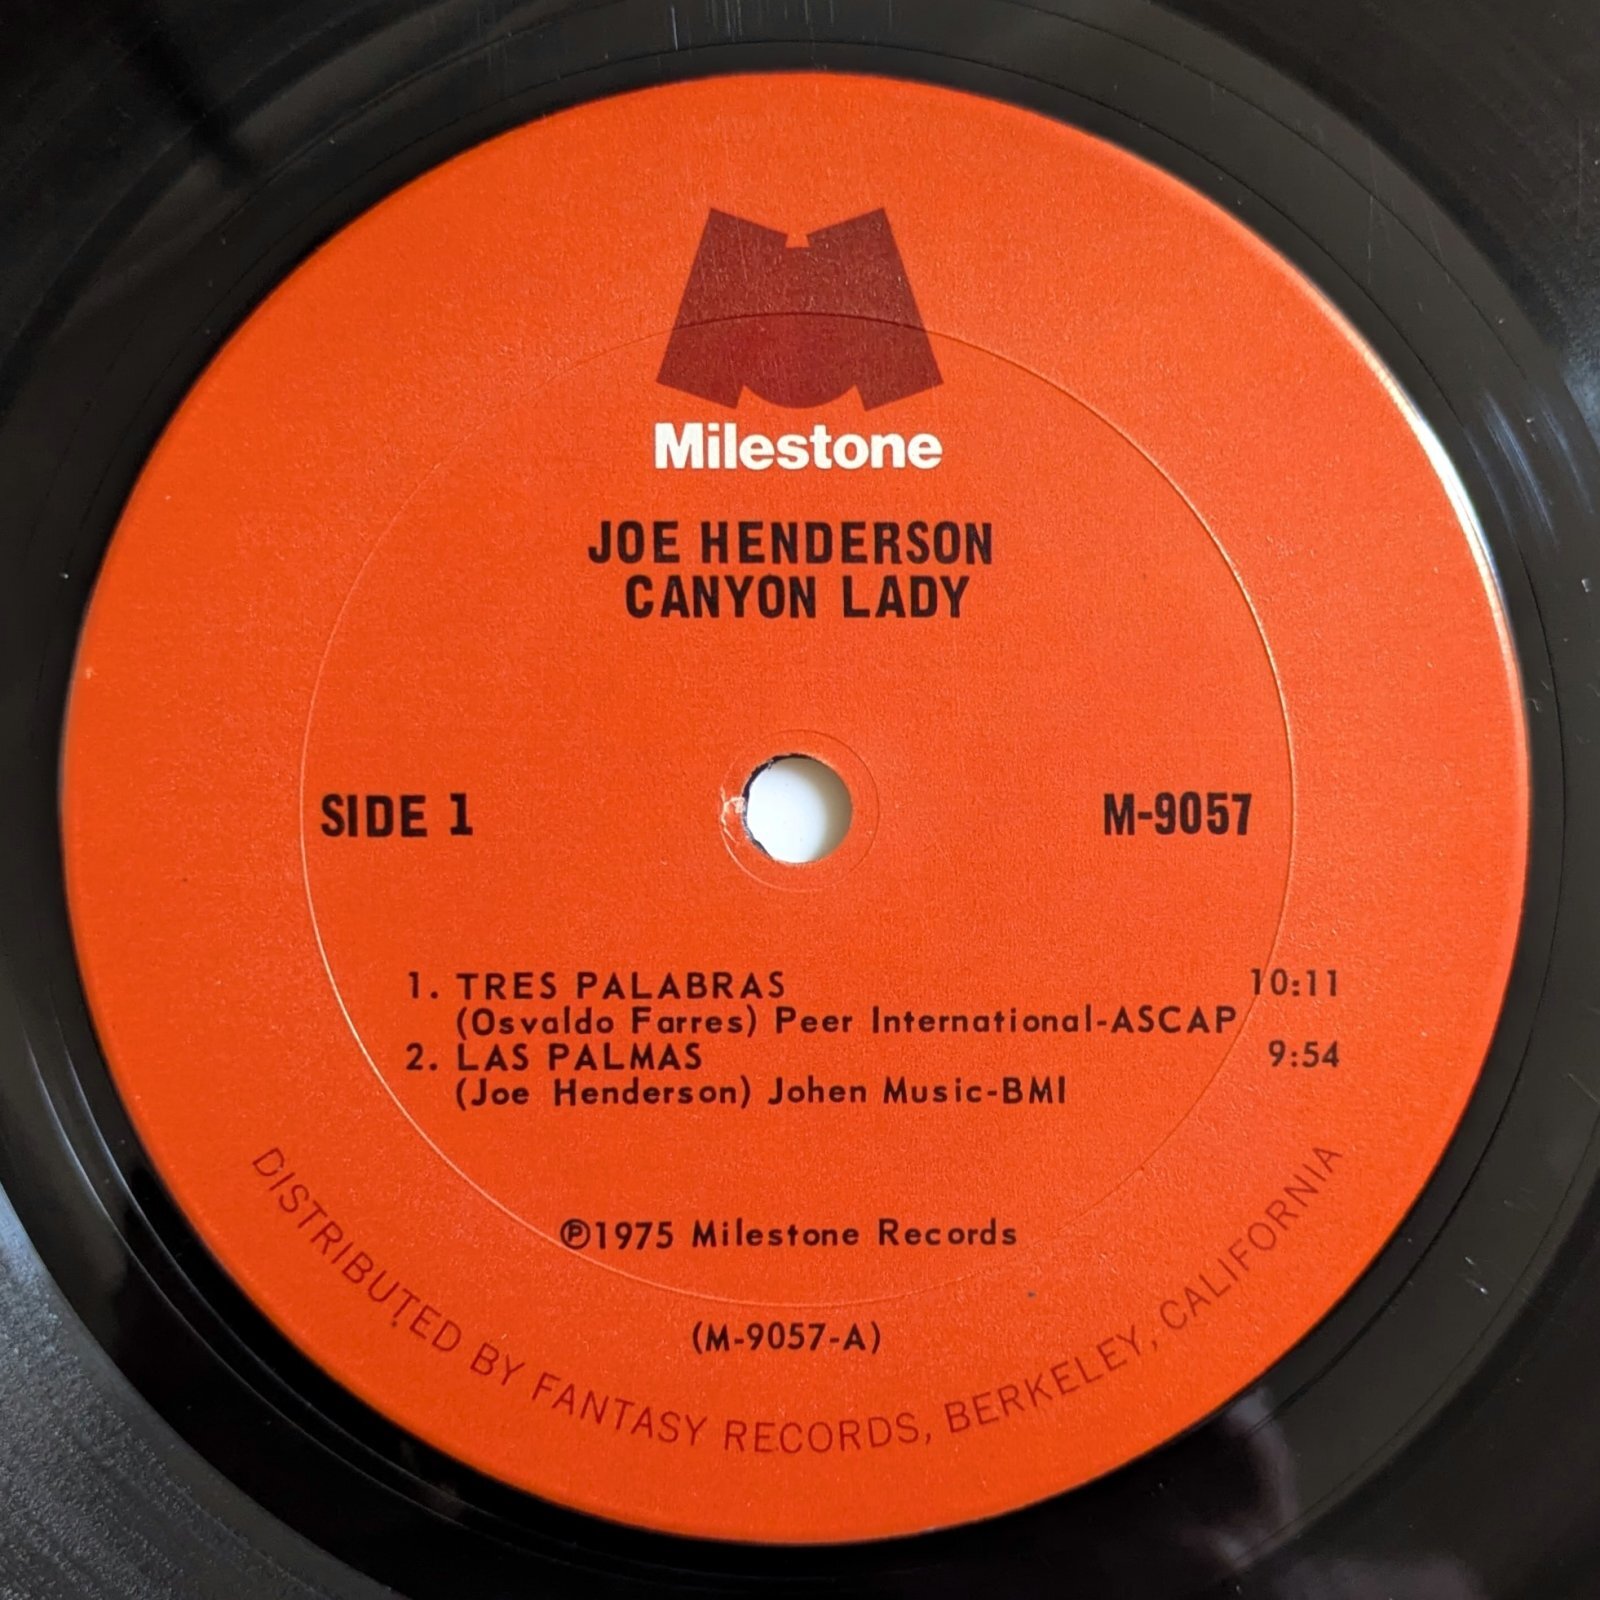 Milestone
JOE HENDERSON
CANYON LADY
SIDE 1
M-9057
1. TRES PALABRAS 10:11
(Osvaldo Farres) Peer International-ASCAP
2. LAS PALMAS 9:54
(Joe Henderson) Johen Music-BMI
℗1975 Milestone Records
(M-9057-A)
DISTRIBUTED BY FANTASY RECORDS, BERKELEY, CALIFORNIA